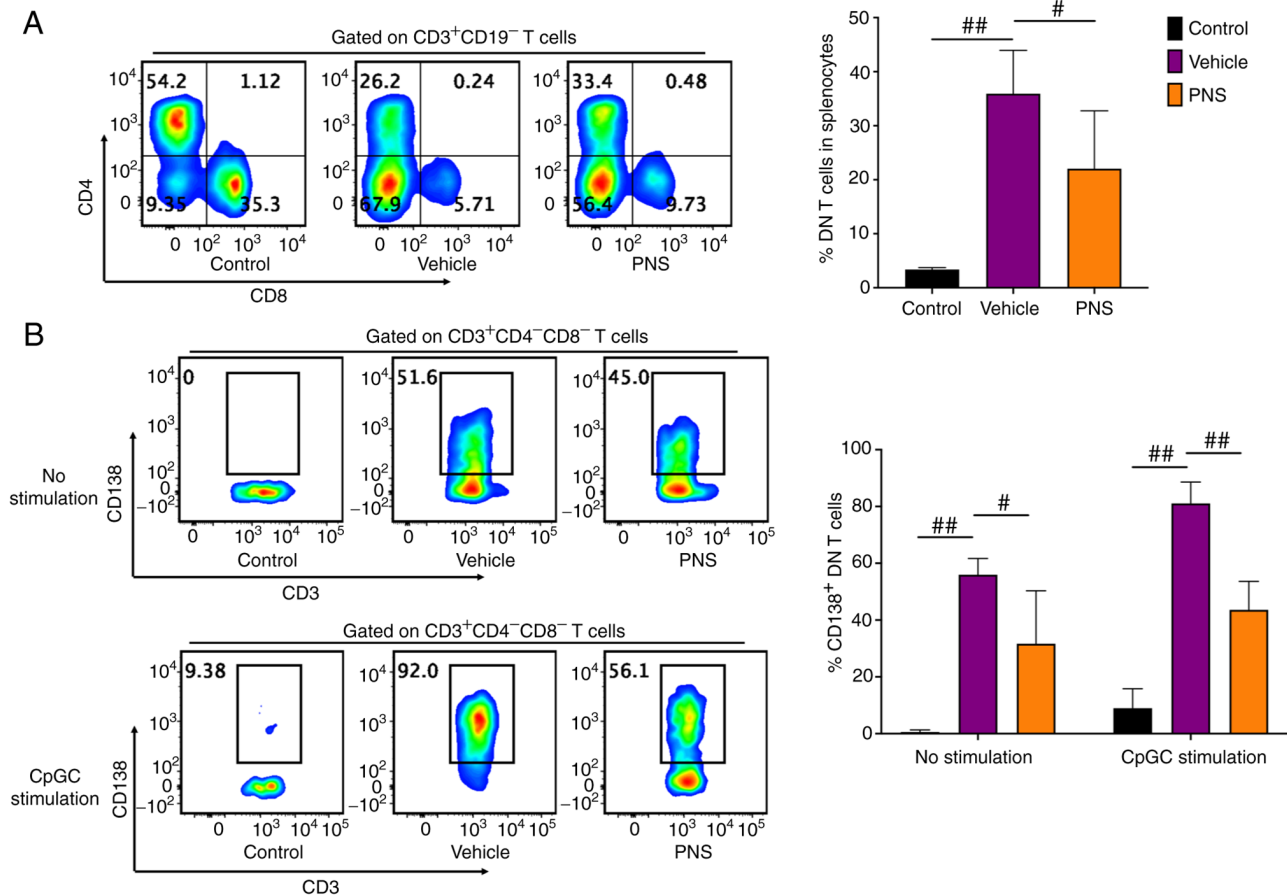 A
Gated on CD3+CD19− T cells
54.2 1.12
26.2 0.24
33.4 0.48
9.35 35.3
67.9 5.71
56.4 9.73
10⁴
10³
10²
0
10⁴
10³
10²
0
10⁴
10³
10²
0
CD4
0 10² 10³ 10⁴
0 10² 10³ 10⁴
0 10² 10³ 10⁴
Control Vehicle PNS
CD8
% DN T cells in splenocytes
50
40
30
20
10
0
## #
Control Vehicle PNS
Control
Vehicle
PNS
B
Gated on CD3+CD4−CD8− T cells
No
stimulation
CD138
10⁴
10³
10²
0
−10²
10⁴
10³
10²
0
−10²
10⁴
10³
10²
0
−10²
0 51.6 45.0
0 10³ 10⁴ 10⁵
0 10³ 10⁴ 10⁵
0 10³ 10⁴ 10⁵
Control Vehicle PNS
CD3
Gated on CD3+CD4−CD8− T cells
CpGC
stimulation
CD138
10⁴
10³
10²
0
−10²
10⁴
10³
10²
0
−10²
10⁴
10³
10²
0
−10²
9.38 92.0 56.1
0 10³ 10⁴ 10⁵
0 10³ 10⁴ 10⁵
0 10³ 10⁴ 10⁵
Control Vehicle PNS
CD3
% CD138+ DN T cells
100
80
60
40
20
0
## # ## ##
No stimulation CpGC stimulation